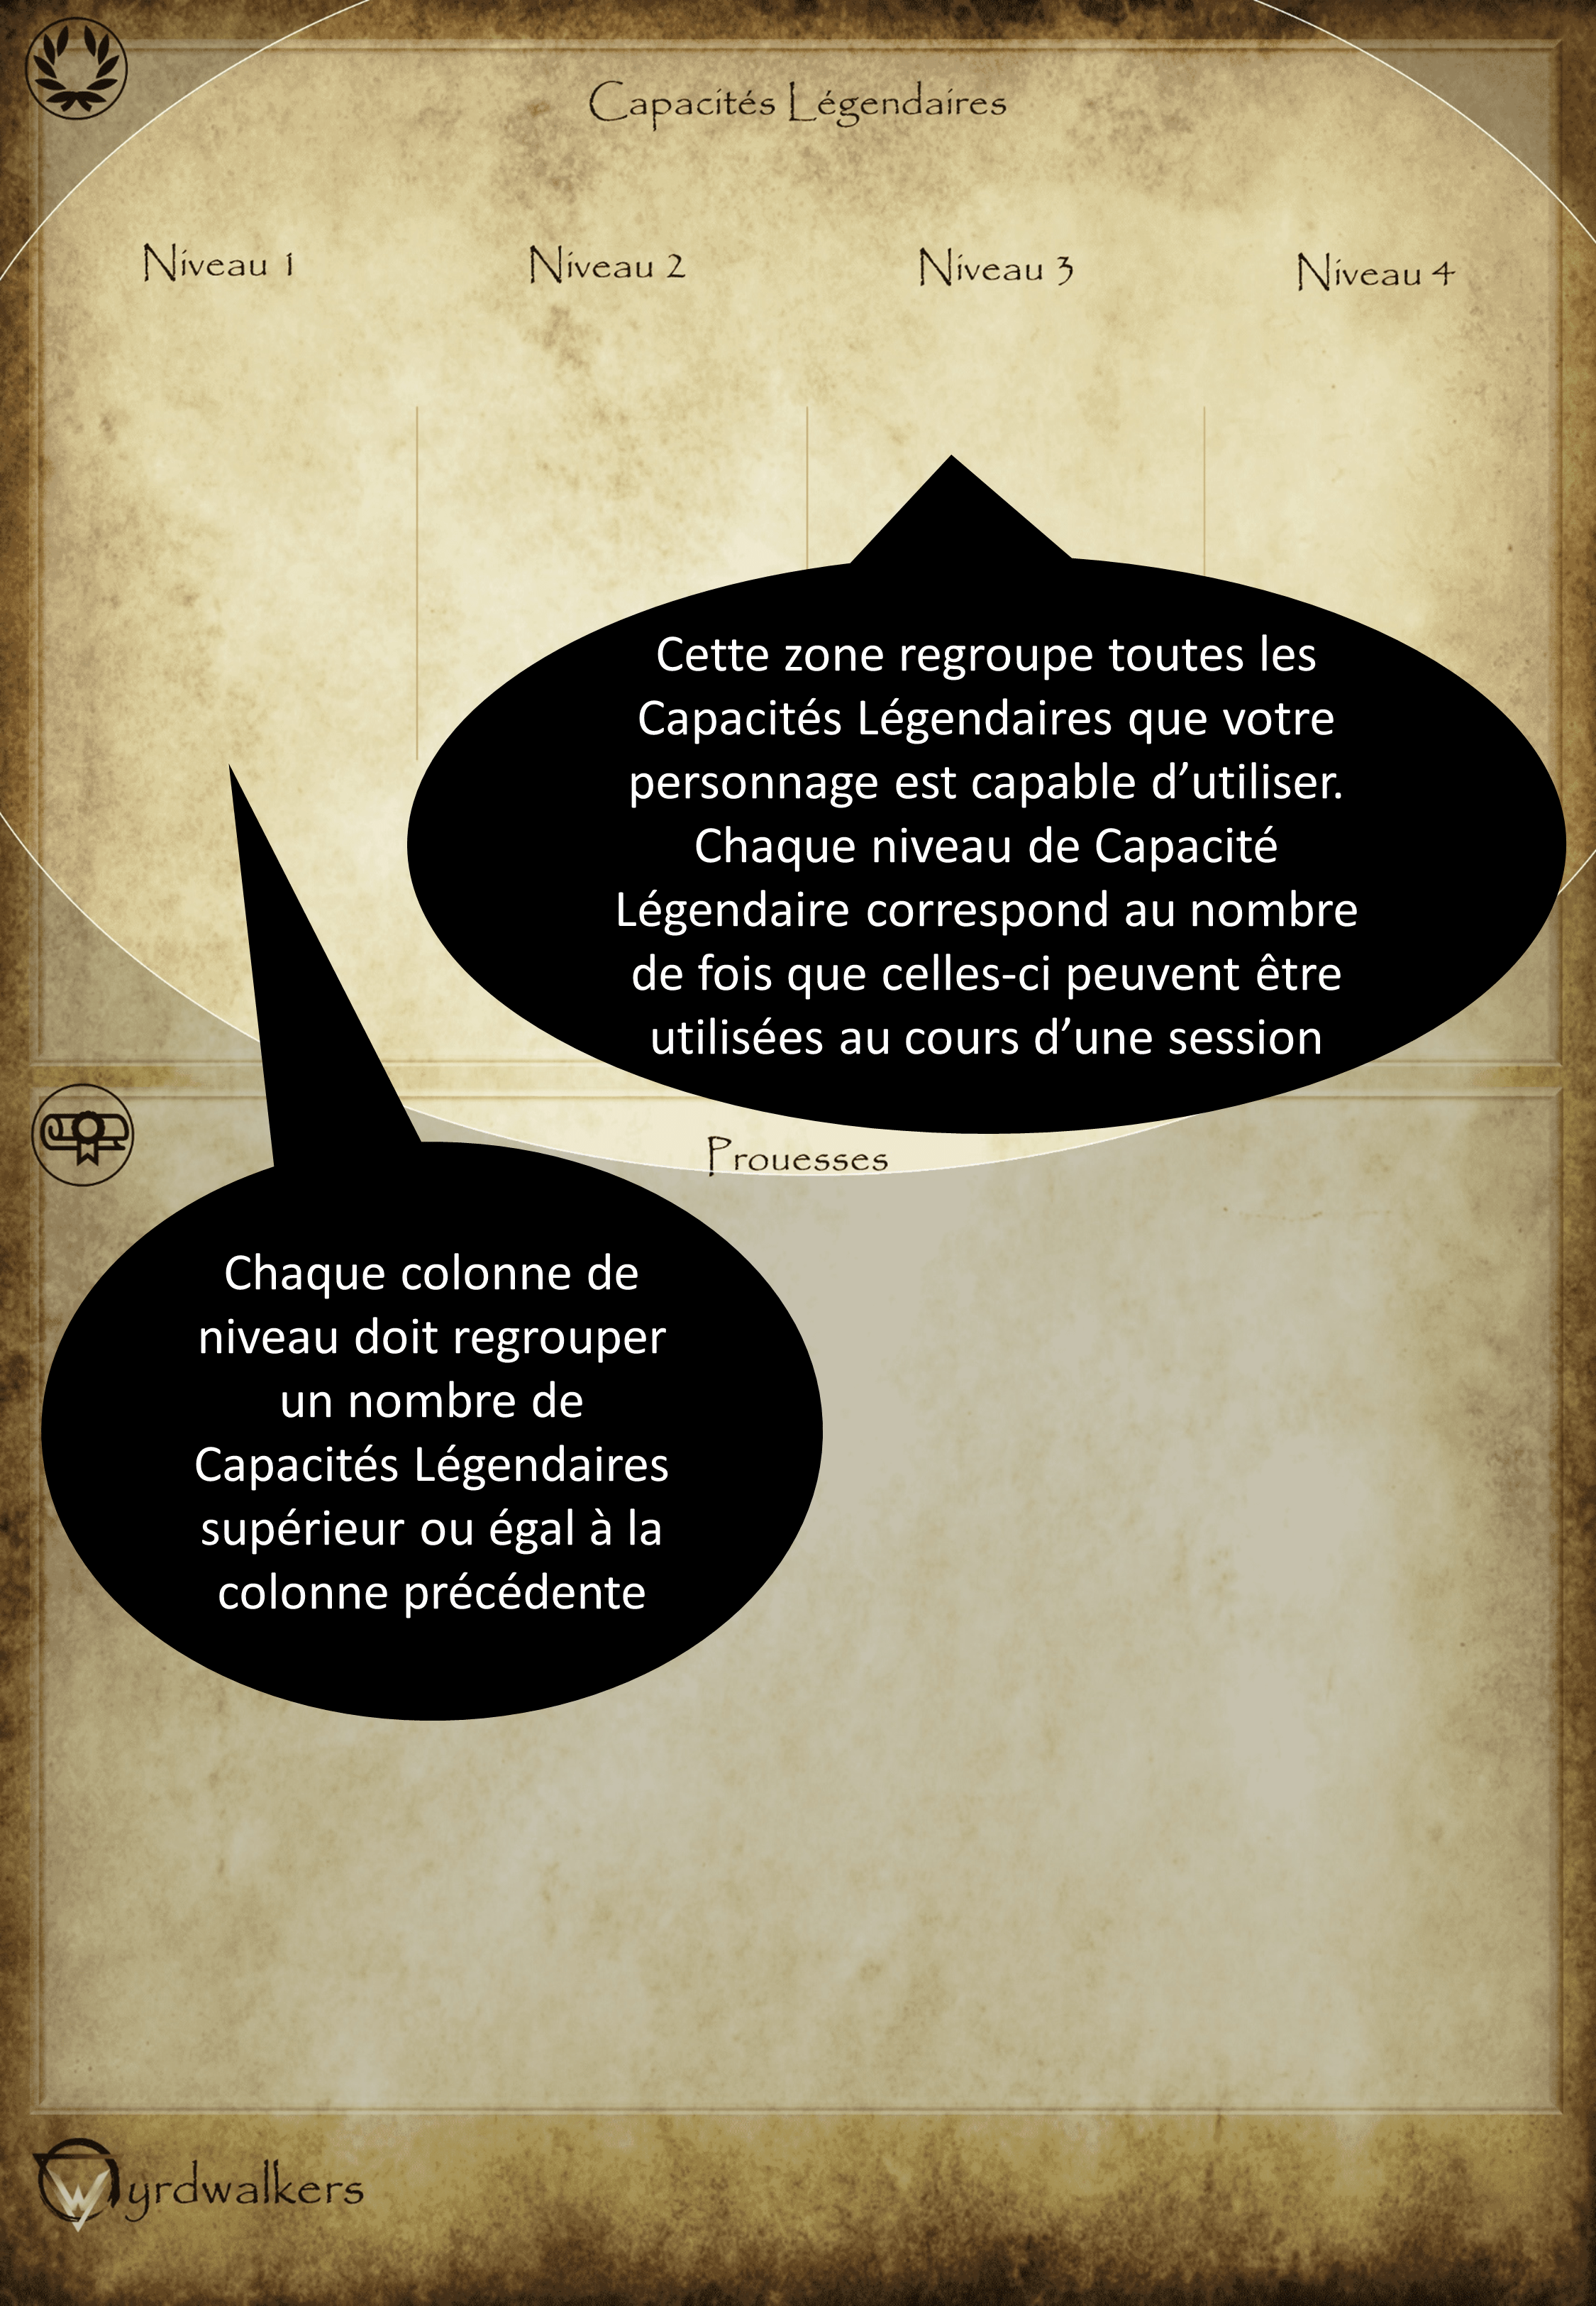 Capacités Légendaires
Niveau 1
Niveau 2
Niveau 3
Niveau 4
Cette zone regroupe toutes les
Capacités Légendaires que votre
personnage est capable d’utiliser.
Chaque niveau de Capacité
Légendaire correspond au nombre
de fois que celles-ci peuvent être
utilisées au cours d’une session
Prouesses
Chaque colonne de
niveau doit regrouper
un nombre de
Capacités Légendaires
supérieur ou égal à la
colonne précédente
Wyrdwalkers